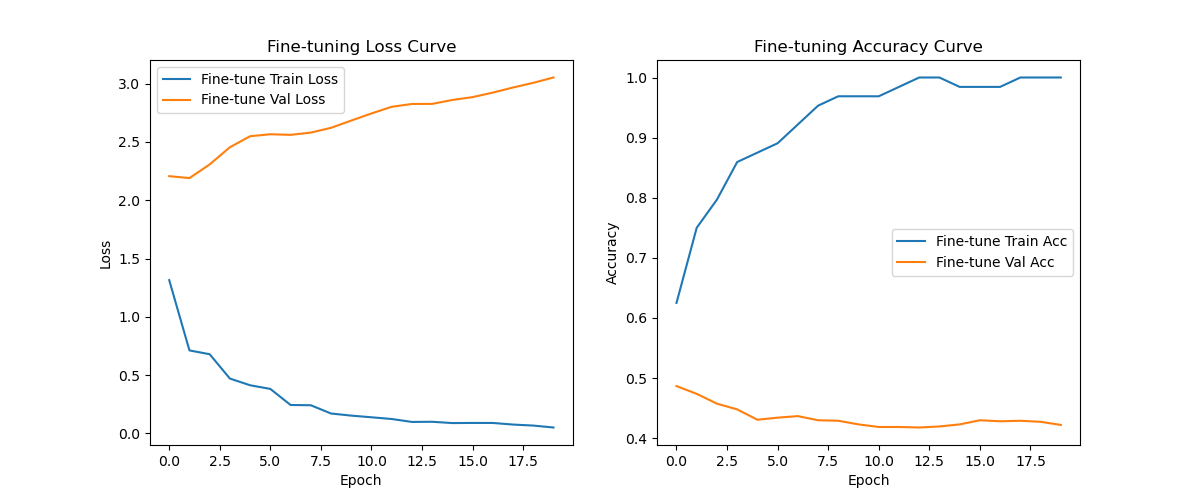 Fine-tuning Loss Curve
Fine-tune Train Loss
Fine-tune Val Loss
3.0
2.5
2.0
1.5
1.0
0.5
0.0
Loss
0.0 2.5 5.0 7.5 10.0 12.5 15.0 17.5
Epoch
Fine-tuning Accuracy Curve
1.0
0.9
0.8
0.7
0.6
0.5
0.4
Accuracy
Fine-tune Train Acc
Fine-tune Val Acc
0.0 2.5 5.0 7.5 10.0 12.5 15.0 17.5
Epoch